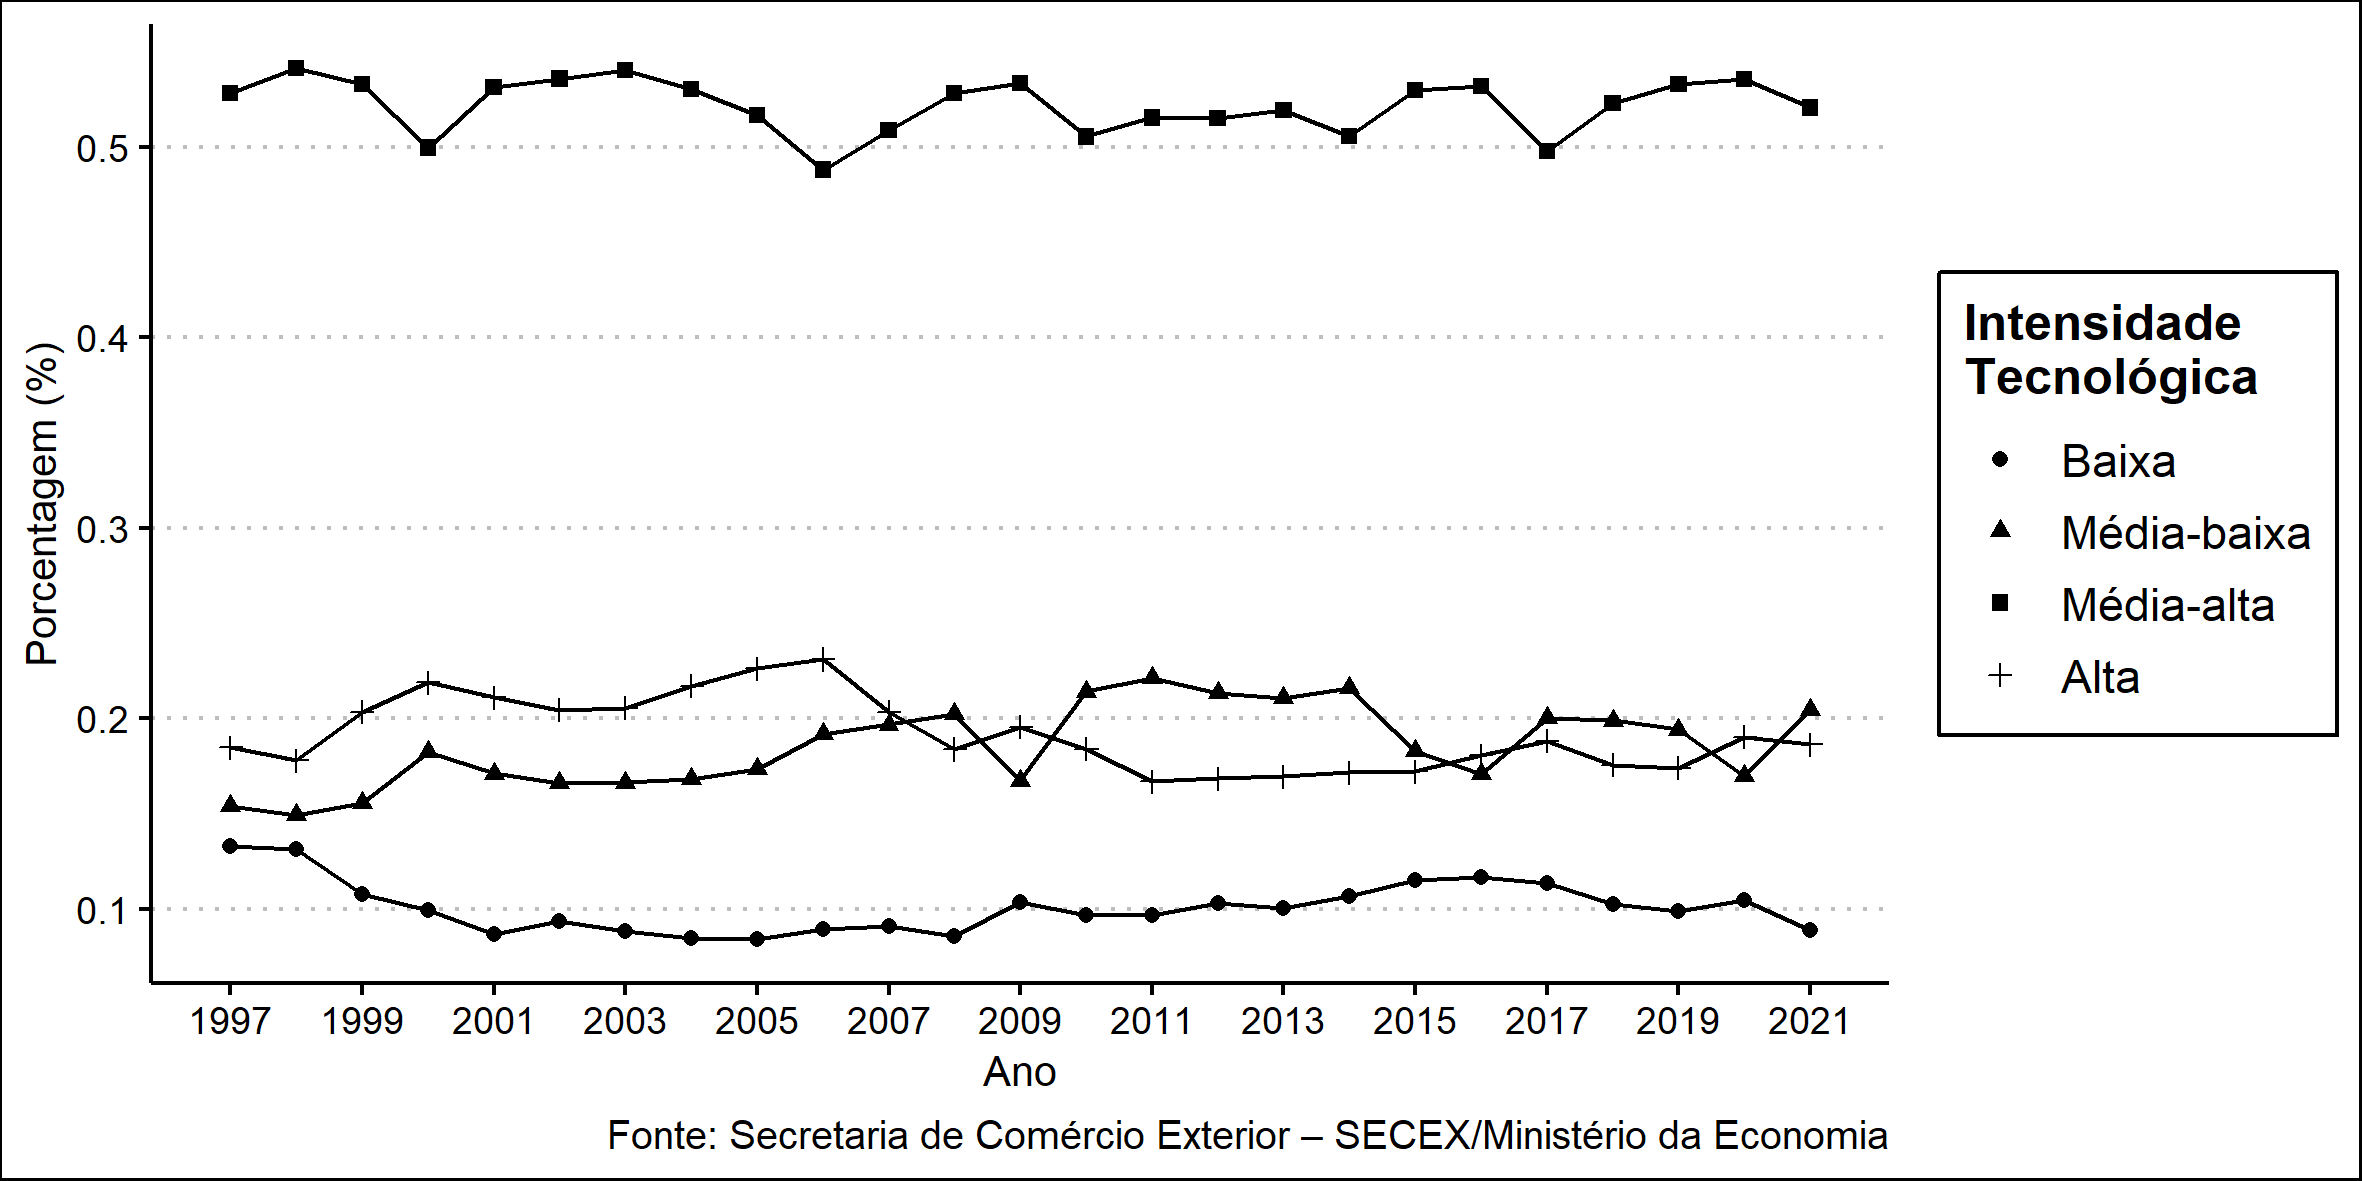 Porcentagem (%)
0.5
0.4
0.3
0.2
0.1
1997 1999 2001 2003 2005 2007 2009 2011 2013 2015 2017 2019 2021
Ano
Intensidade
Tecnológica
Baixa
Média-baixa
Média-alta
Alta
Fonte: Secretaria de Comércio Exterior – SECEX/Ministério da Economia